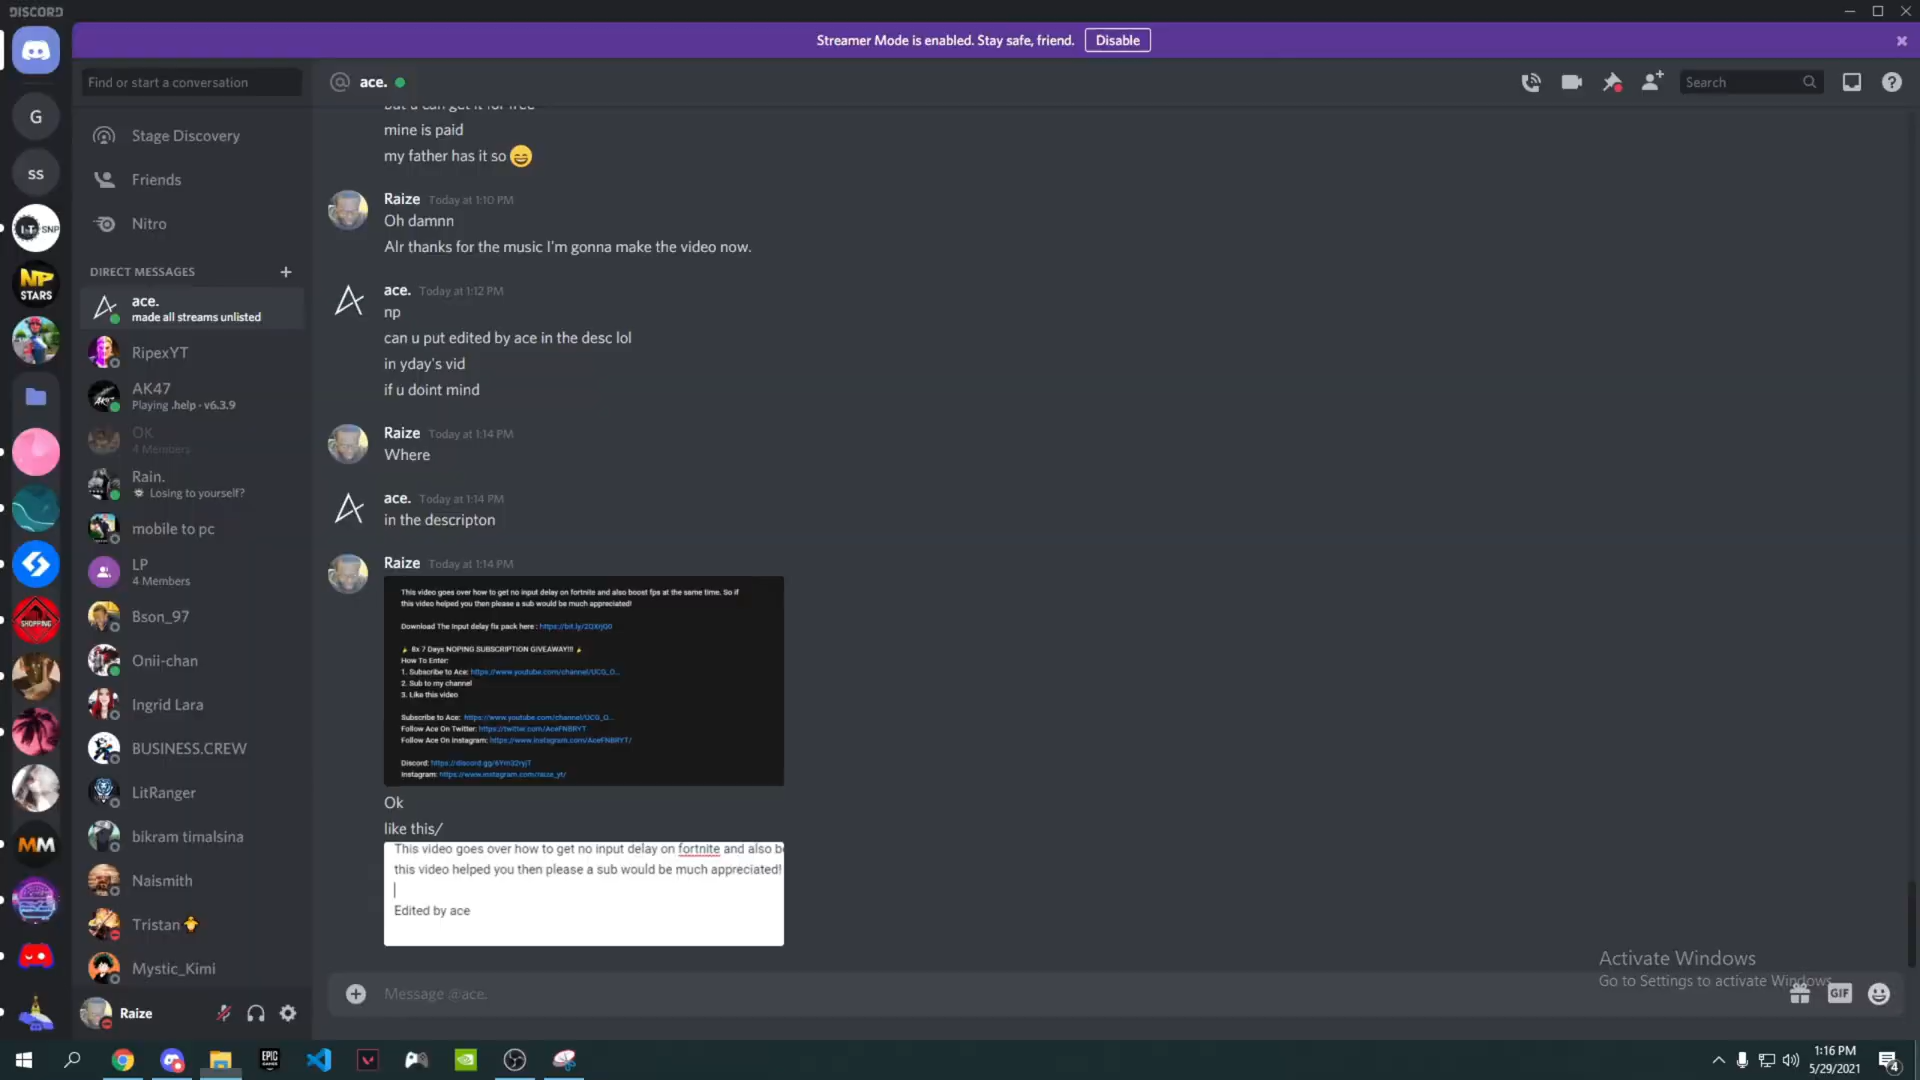 DISCORD
Streamer Mode is enabled. Stay safe, friend.
Disable
Find or start a conversation
ace.
Search
G
Stage Discovery
ss
Friends
SNP
Nitro
NP
STARS
DIRECT MESSAGES
ace.
made all streams unlisted
RipexYT
AK47
Playing .help - v6.3.9
OK
4 Members
Rain.
Losing to yourself?
mobile to pc
LP
4 Members
Bson_97
SHOPPING
Onii-chan
Ingrid Lara
BUSINESS.CREW
LitRanger
MM
bikram timalsina
Naismith
Tristan
Mystic_Kimi
Raize
but u can get it for free
mine is paid
my father has it so
Raize Today at 1:10 PM
Oh damnn
Alr thanks for the music I'm gonna make the video now.
ace. Today at 1:12 PM
np
can u put edited by ace in the desc lol
in yday's vid
if u doint mind
Raize Today at 1:14 PM
Where
ace. Today at 1:14 PM
in the descripton
Raize Today at 1:14 PM
This video goes over how to get no input delay on fortnite and also boost fps at the same time. So if
this video helped you then please a sub would be much appreciated!
Download The Input delay fix pack here :
8x 7 Days NOPING SUBSCRIPTION GIVEAWAY!!!
How To Enter:
1. Subscribe to Ace: https://www.youtube.com/channel/UCG_O...
2. Sub to my channel
3. Like this video
Subscribe to Ace: https://www.youtube.com/channel/UCG_O...
Follow Ace On Twitter: https://twitter.com/AceFNBRYT
Follow Ace On Instagram: https://www.instagram.com/AceFNBRYT/
Discord:
Instagram: https://www.instagram.com/raize_yt/
Ok
like this/
This video goes over how to get no input delay on fortnite and also b
this video helped you then please a sub would be much appreciated!
Edited by ace
Message @ace.
GIF
Activate Windows
Go to Settings to activate Windows.
EPIC
GAMES
1:16 PM
5/29/2021
4